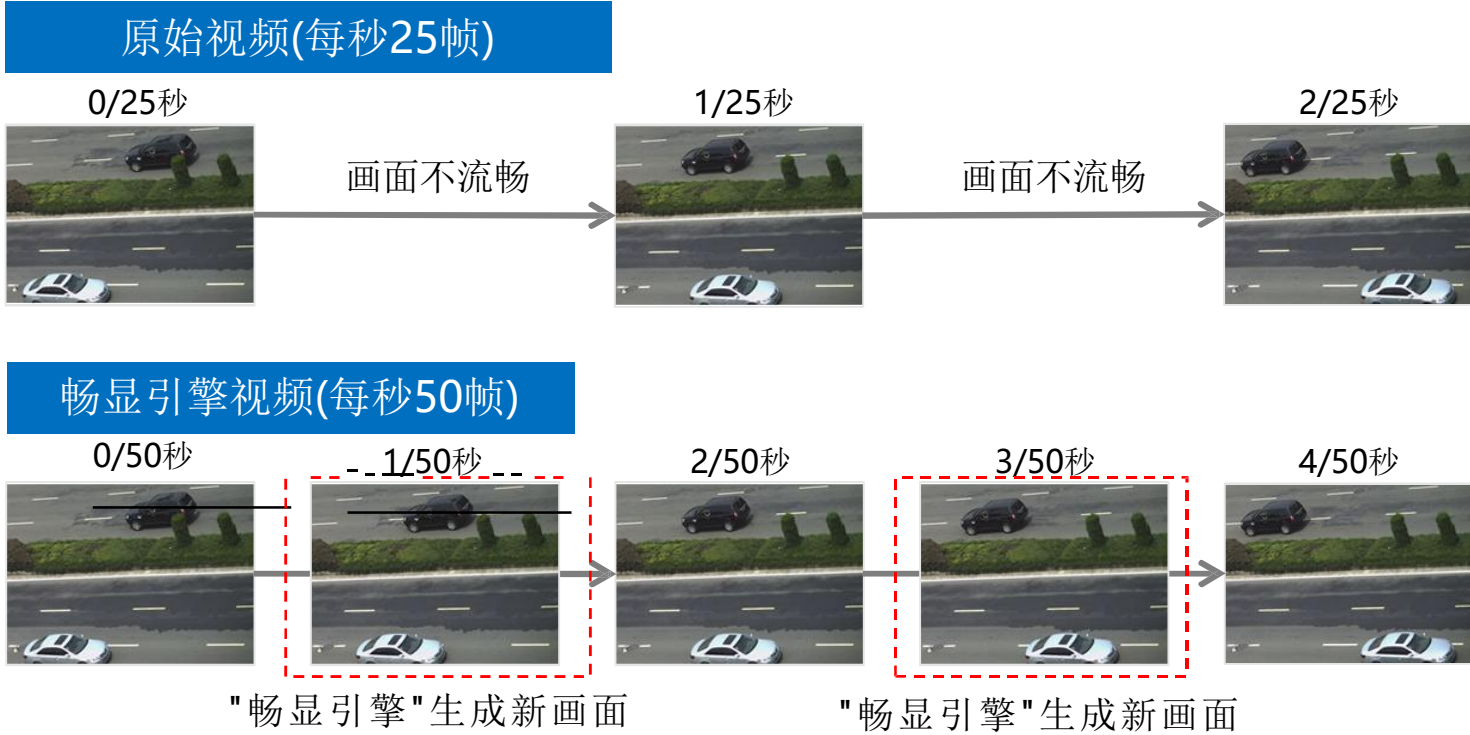 原始视频(每秒25帧)
0/25秒
1/25秒
2/25秒
画面不流畅
画面不流畅
畅显引擎视频(每秒50帧)
0/50秒
1/50秒
2/50秒
3/50秒
4/50秒
"畅显引擎"生成新画面
"畅显引擎"生成新画面